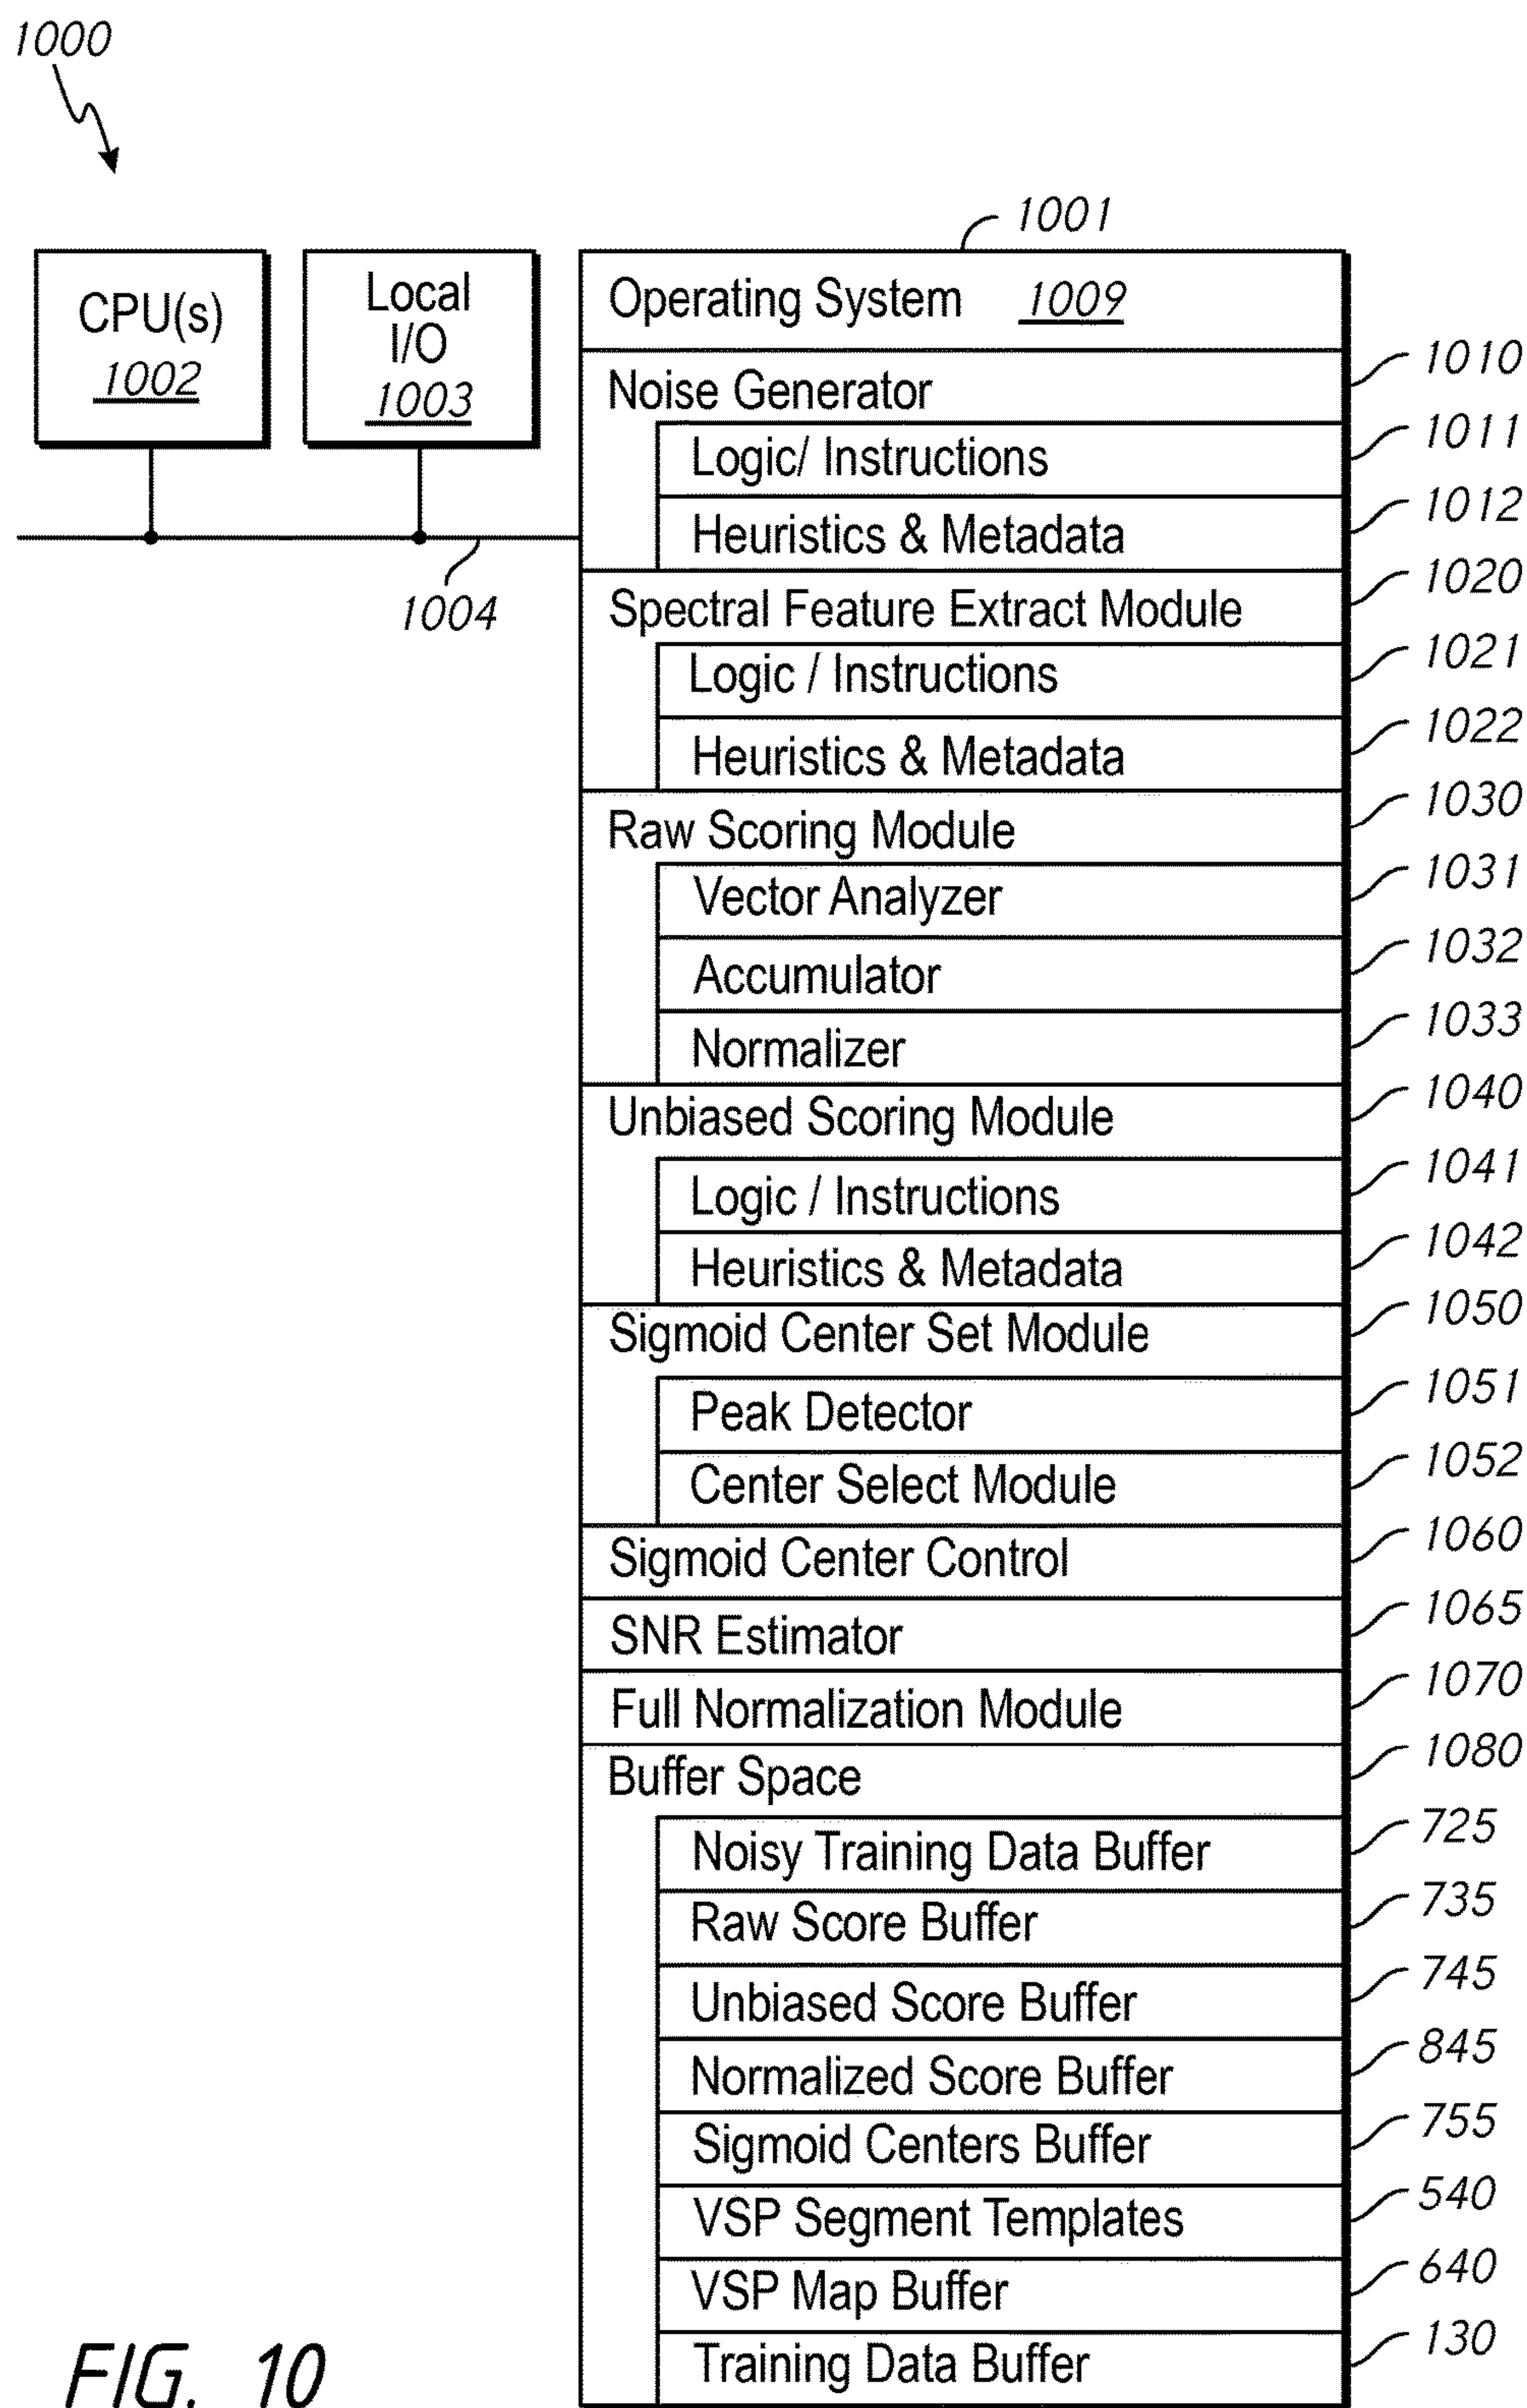 1000
1001
CPU(s)
1002
Local
I/O
1003
1004
Operating System 1009
Noise Generator 1010
Logic/ Instructions 1011
Heuristics & Metadata 1012
Spectral Feature Extract Module 1020
Logic / Instructions 1021
Heuristics & Metadata 1022
Raw Scoring Module 1030
Vector Analyzer 1031
Accumulator 1032
Normalizer 1033
Unbiased Scoring Module 1040
Logic / Instructions 1041
Heuristics & Metadata 1042
Sigmoid Center Set Module 1050
Peak Detector 1051
Center Select Module 1052
Sigmoid Center Control 1060
SNR Estimator 1065
Full Normalization Module 1070
Buffer Space 1080
Noisy Training Data Buffer 725
Raw Score Buffer 735
Unbiased Score Buffer 745
Normalized Score Buffer 845
Sigmoid Centers Buffer 755
VSP Segment Templates 540
VSP Map Buffer 640
Training Data Buffer 130
FIG. 10